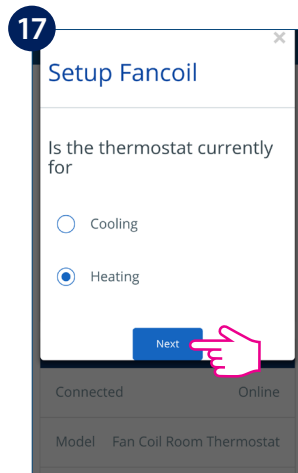 17
×
Setup Fancoil
Is the thermostat currently
for
Cooling
Heating
Next
Connected Online
Model Fan Coil Room Thermostat